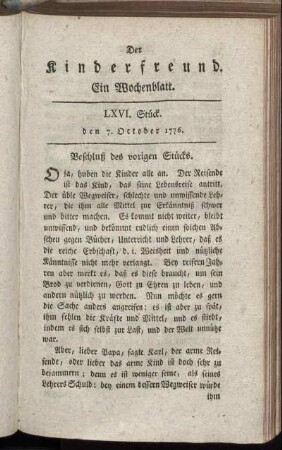 Der
Kinderfreund.
Ein Wochenblatt.
LXVI. Stück.
den 7. October 1776.
Beschluß des vorigen Stücks.
O ja, huben die Kinder alle an. Der Reisende
ist das Kind, das seine Lebensreise antritt.
Der üble Wegweiser, schlechte und unwissende Leh-
rer, die ihm alle Mittel zur Erkänntniß schwer
und bitter machen. Es kommt nicht weiter, bleibt
unwissend, und bekömmt endlich einen solchen Ab-
scheu gegen Bücher, Unterricht und Lehrer, daß es
die reiche Erbschaft, d. i. Weisheit und nützliche
Känntnisse nicht mehr verlangt. Bey reifern Jah-
ren aber merkt es, daß es diese braucht, um sein
Brod zu verdienen, Gott zu Ehren zu leben, und
andern nützlich zu werden. Nun möchte es gern
die Sache anders angreifen: es ist aber zu spät,
ihm fehlen die Kräfte und Mittel, und es stirbt,
indem es sich selbst zur Last, und der Welt unnütz
war.
Aber, lieber Papa, sagte Karl, der arme Rei-
sende, oder lieber das arme Kind ist doch sehr zu
bejammern; denn es ist weniger seine, als seines
Lehrers Schuld: bey einem bessern Wegweiser würde
ihm